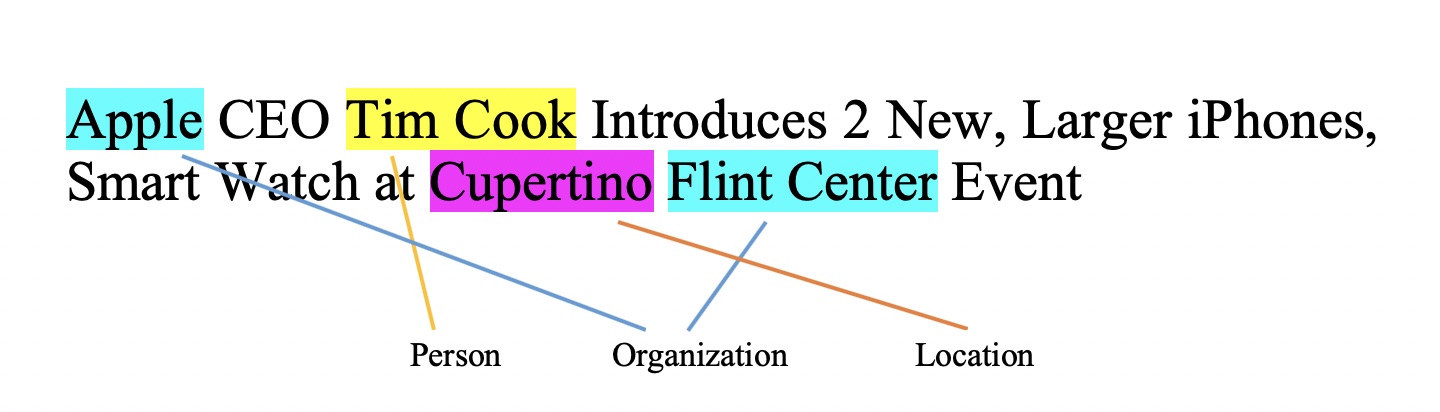 Apple CEO Tim Cook Introduces 2 New, Larger iPhones,
Smart Watch at Cupertino Flint Center Event
Person Organization Location